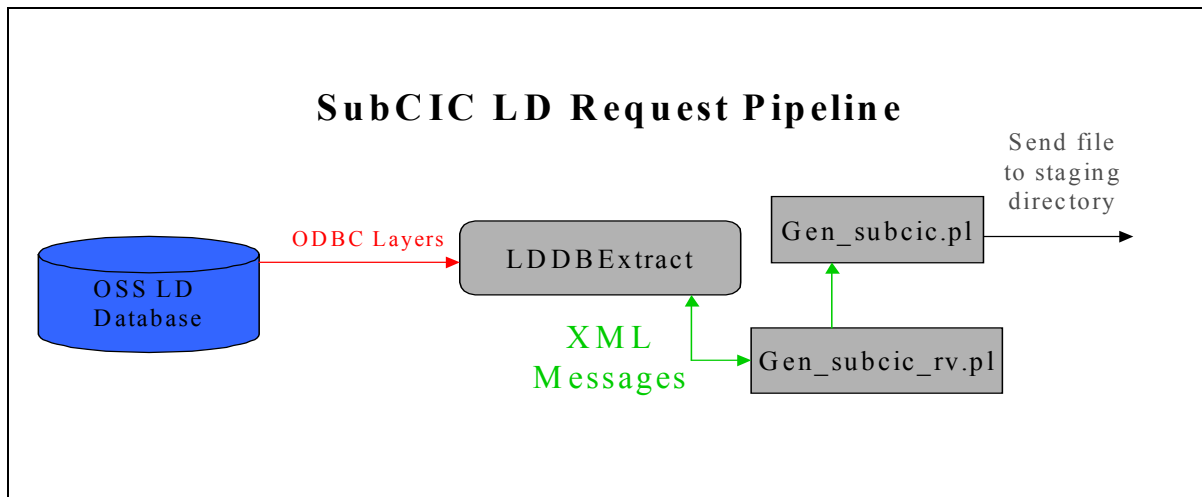 SubCIC LD Request Pipeline
Send file
to staging
directory
Gen_subcic.pl
ODBC Layers
LDDBExtract
OSS LD
Database
XML
Messages
Gen_subcic_rv.pl